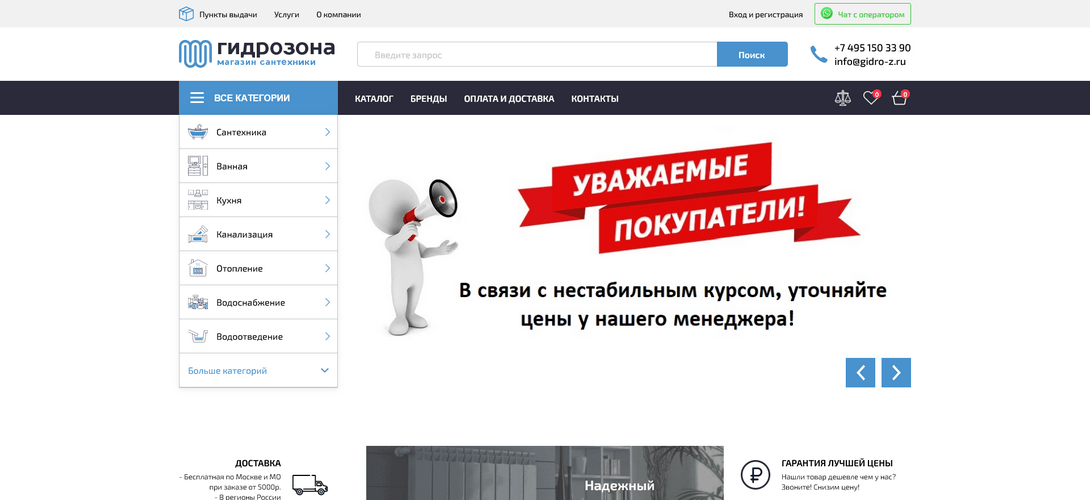 Пункты выдачи
Услуги
О компании
Вход и регистрация
Чат с оператором
гидрозона
магазин сантехники
Введите запрос
Поиск
+7 495 150 33 90
info@gidro-z.ru
ВСЕ КАТЕГОРИИ
КАТАЛОГ
БРЕНДЫ
ОПЛАТА И ДОСТАВКА
КОНТАКТЫ
0
0
Сантехника
Ванная
Кухня
Канализация
Отопление
Водоснабжение
Водоотведение
Больше категорий
УВАЖАЕМЫЕ
ПОКУПАТЕЛИ!
В связи с нестабильным курсом, уточняйте
цены у нашего менеджера!
ДОСТАВКА
- Бесплатная по Москве и МО
при заказе от 5000р.
- В регионы России
Надежный
ГАРАНТИЯ ЛУЧШЕЙ ЦЕНЫ
Нашли товар дешевле чем у нас?
Звоните! Снизим цену!